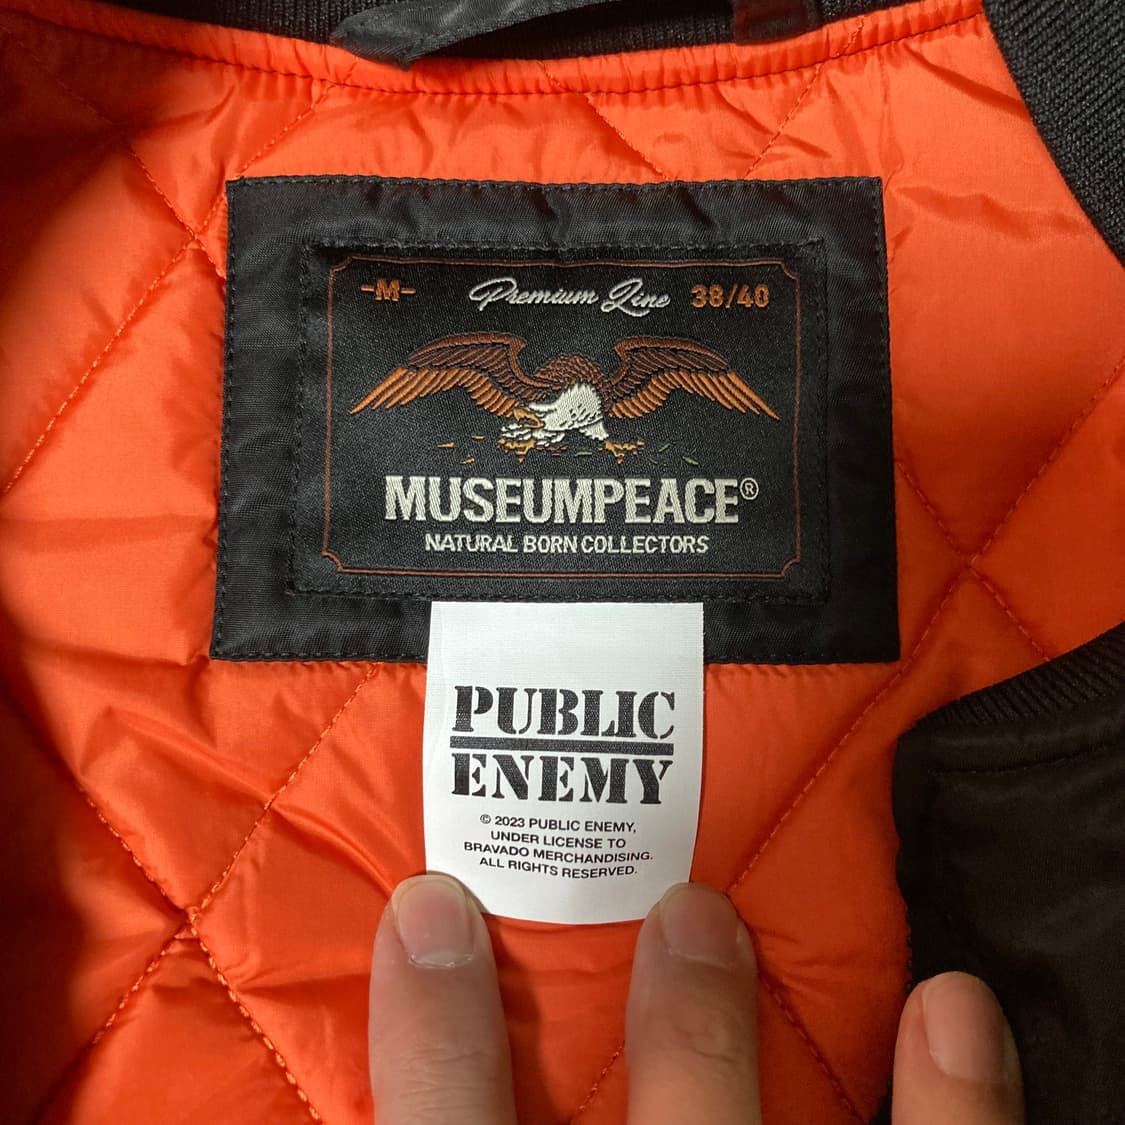 -M- Premium Line 38/40
MUSEUMPEACE®
NATURAL BORN COLLECTORS
PUBLIC
ENEMY
© 2023 PUBLIC ENEMY,
UNDER LICENSE TO
BRAVADO MERCHANDISING.
ALL RIGHTS RESERVED.